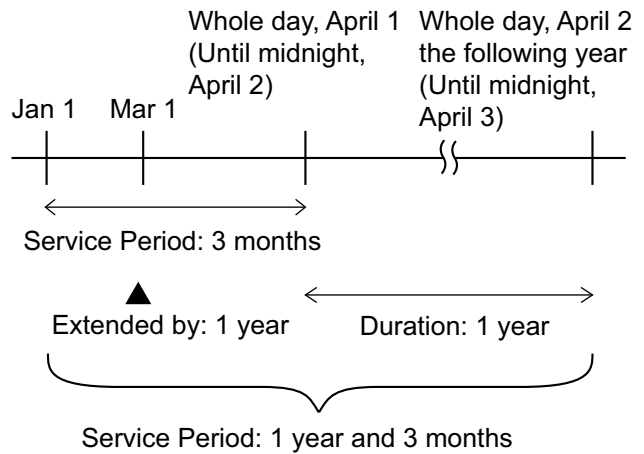 Whole day, April 1
(Until midnight,
April 2)
Whole day, April 2
the following year
(Until midnight,
April 3)
Jan 1
Mar 1
Service Period: 3 months
Extended by: 1 year
Duration: 1 year
Service Period: 1 year and 3 months